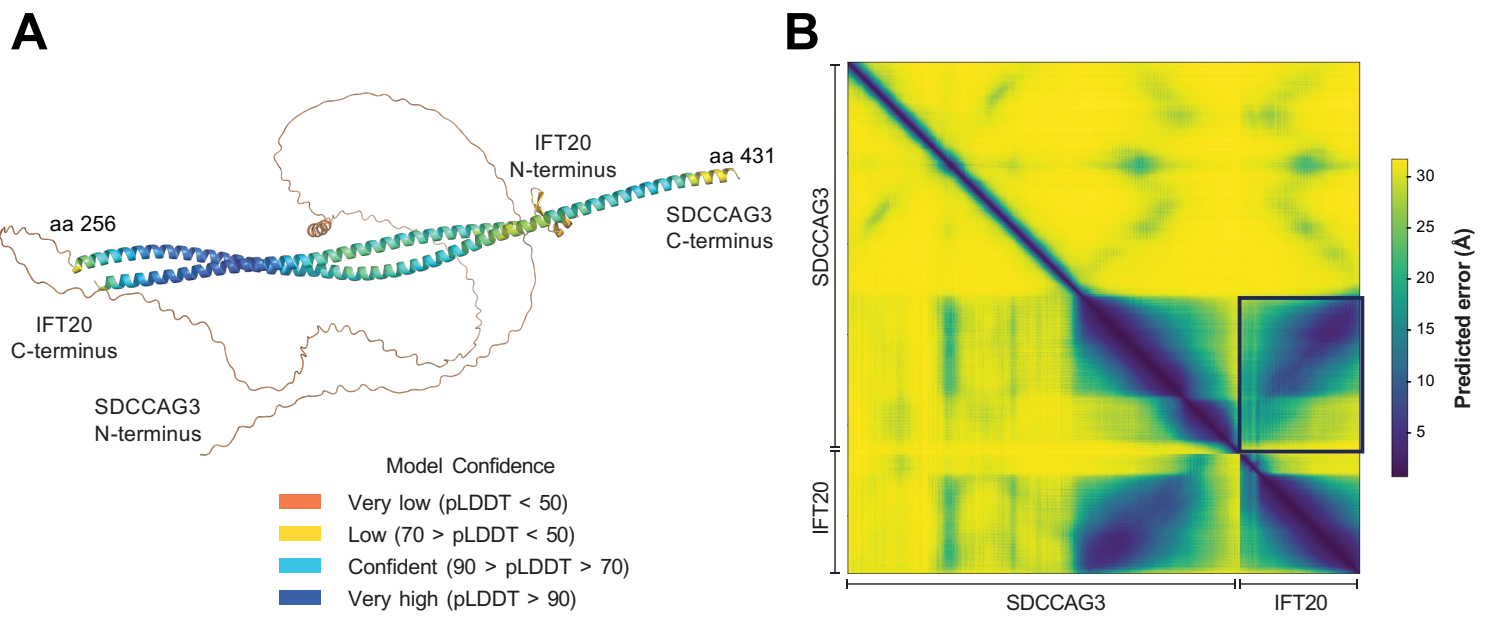 A
aa 256
IFT20
C-terminus
SDCCAG3
N-terminus
IFT20
N-terminus
aa 431
SDCCAG3
C-terminus
Model Confidence
Very low (pLDDT < 50)
Low (70 > pLDDT < 50)
Confident (90 > pLDDT > 70)
Very high (pLDDT > 90)
B
SDCCAG3
IFT20
SDCCAG3
IFT20
30
25
20
15
10
5
Predicted error (Å)